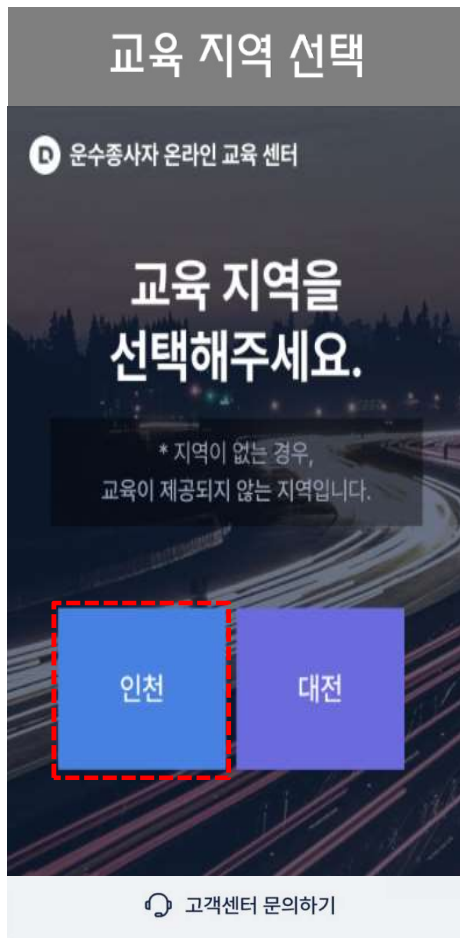 교육 지역 선택
운수종사자 온라인 교육 센터
교육 지역을
선택해주세요.
* 지역이 없는 경우,
교육이 제공되지 않는 지역입니다.
인천
대전
고객센터 문의하기